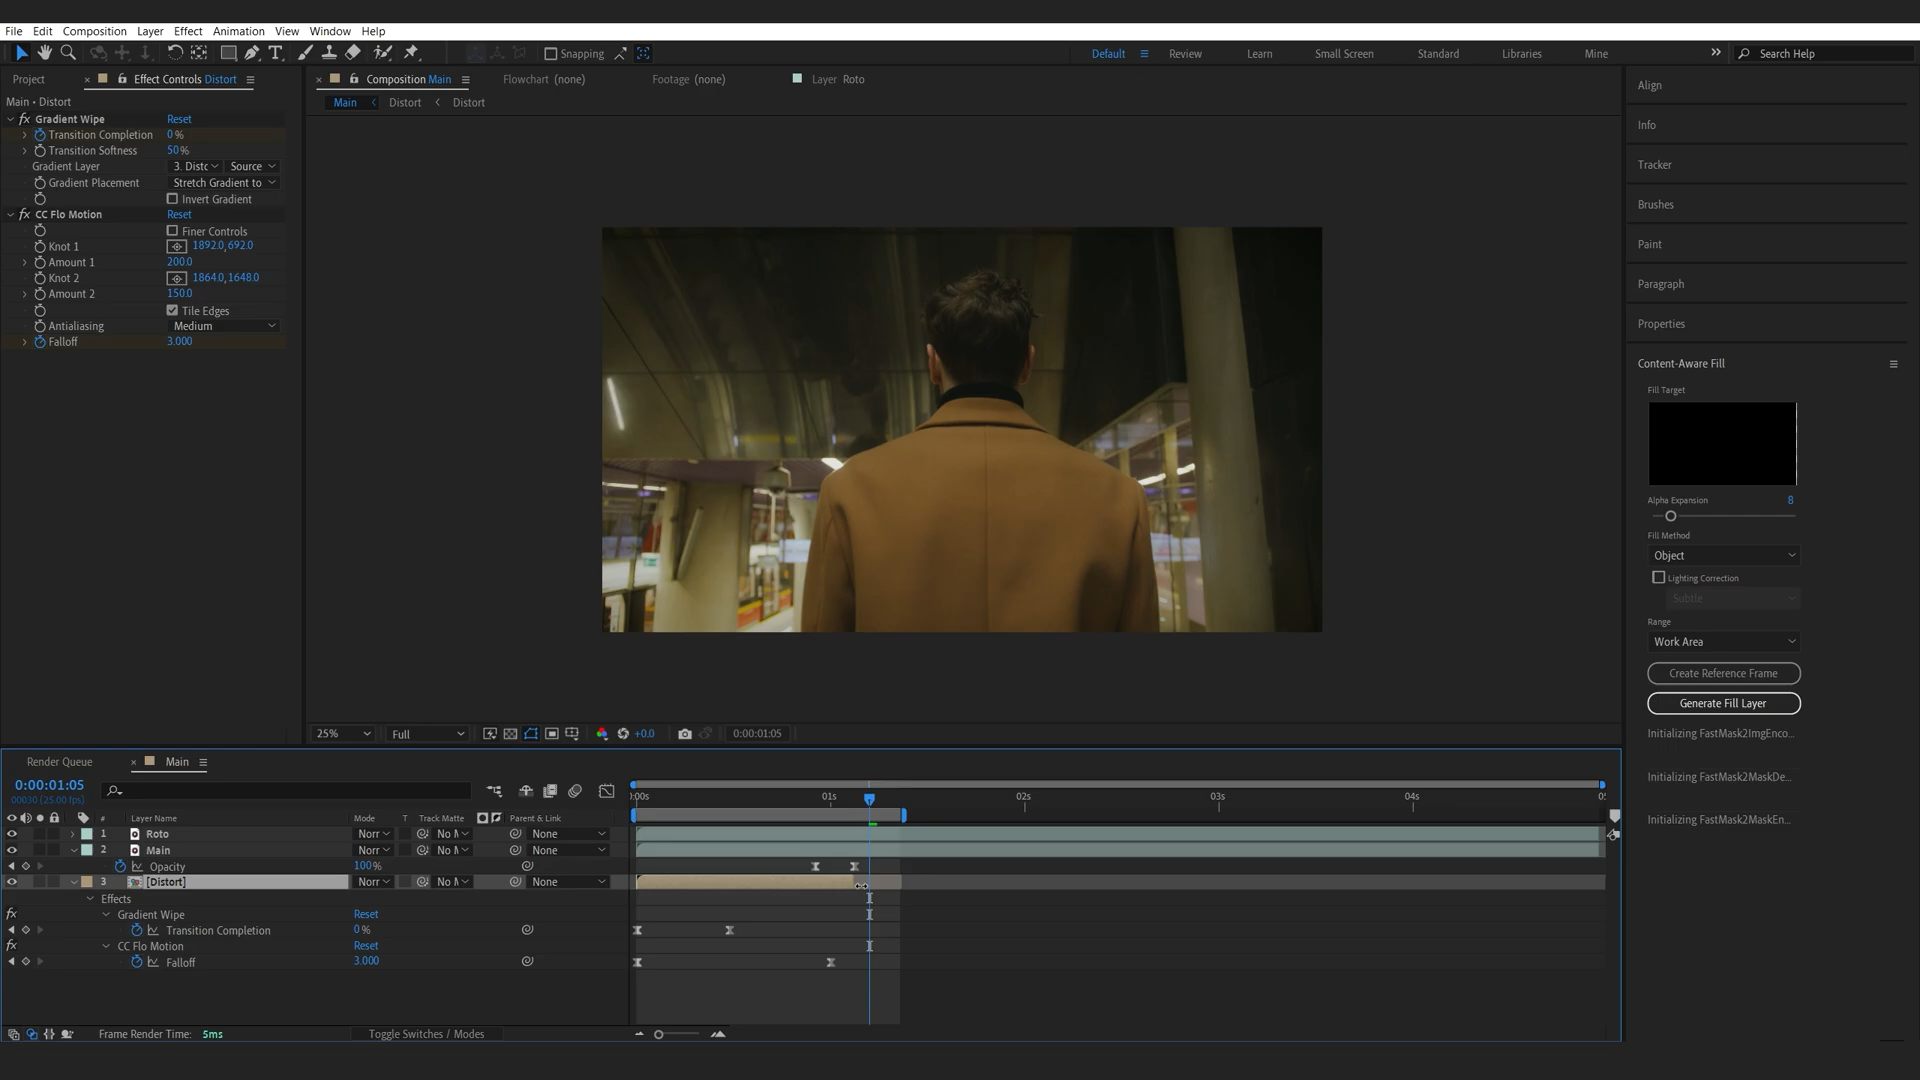 File Edit Composition Layer Effect Animation View Window Help
Snapping
Default Review Learn Small Screen Standard Libraries Mine
Search Help
Project
Effect Controls Distort
Main • Distort
fx Gradient Wipe Reset
Transition Completion 0 %
Transition Softness 50 %
Gradient Layer 3. Distc Source
Gradient Placement Stretch Gradient to
Invert Gradient
fx CC Flo Motion Reset
Finer Controls
Knot 1 1892.0,692.0
Amount 1 200.0
Knot 2 1864.0,1648.0
Amount 2 150.0
Tile Edges
Antialiasing Medium
Falloff 3.000
Composition Main
Flowchart (none)
Footage (none)
Layer Roto
Main Distort Distort
25% Full +0.0 0:00:01:05
Align
Info
Tracker
Brushes
Paint
Paragraph
Properties
Content-Aware Fill
Fill Target
Alpha Expansion 8
Fill Method
Object
Lighting Correction
Subtle
Range
Work Area
Create Reference Frame
Generate Fill Layer
Initializing FastMask2ImgEnco...
Initializing FastMask2MaskDe...
Initializing FastMask2MaskEn...
Render Queue
Main
0:00:01:05
00030 (25.00 fps)
):00s 01s 02s 03s 04s 05
# Layer Name Mode T Track Matte Parent & Link
1 Roto Norr No M None
2 Main Norr No M None
Opacity 100 %
3 [Distort] Norr No M None
Effects
fx Gradient Wipe Reset
Transition Completion 0 %
fx CC Flo Motion Reset
Falloff 3.000
Frame Render Time: 5ms
Toggle Switches / Modes